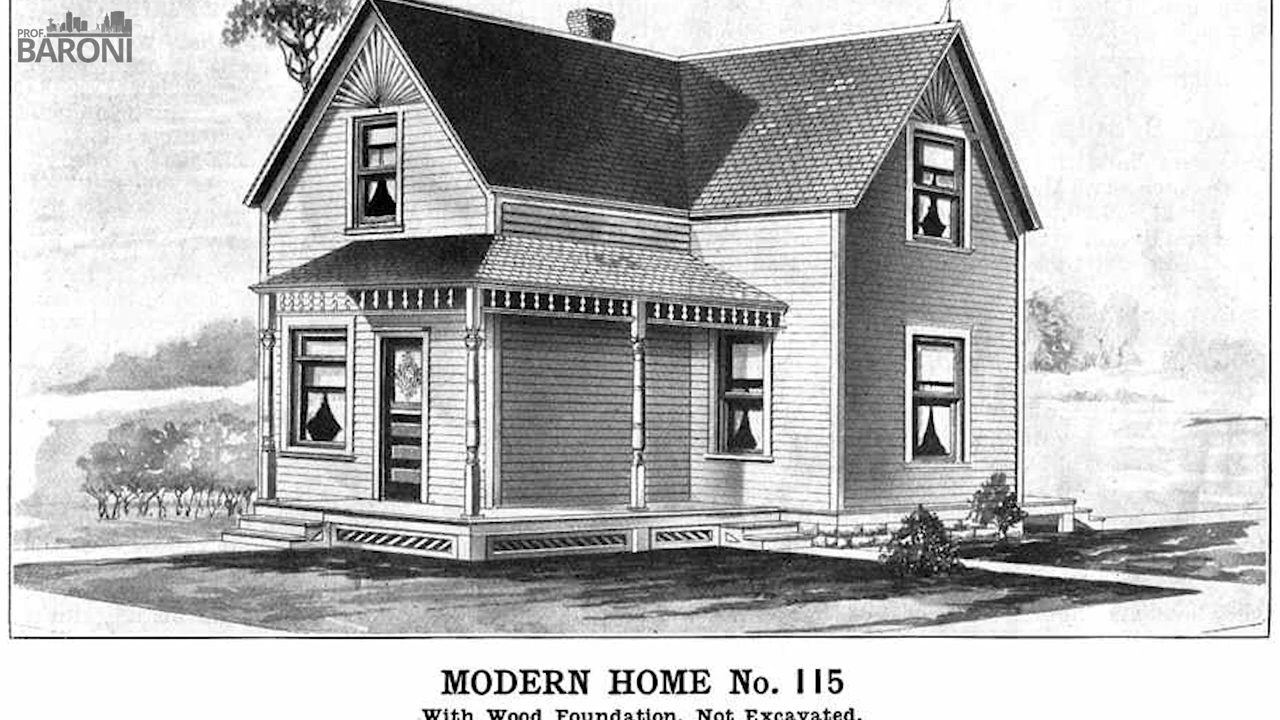 PROF.
BARONI
MODERN HOME No. 115
With Wood Foundation. Not Excavated.